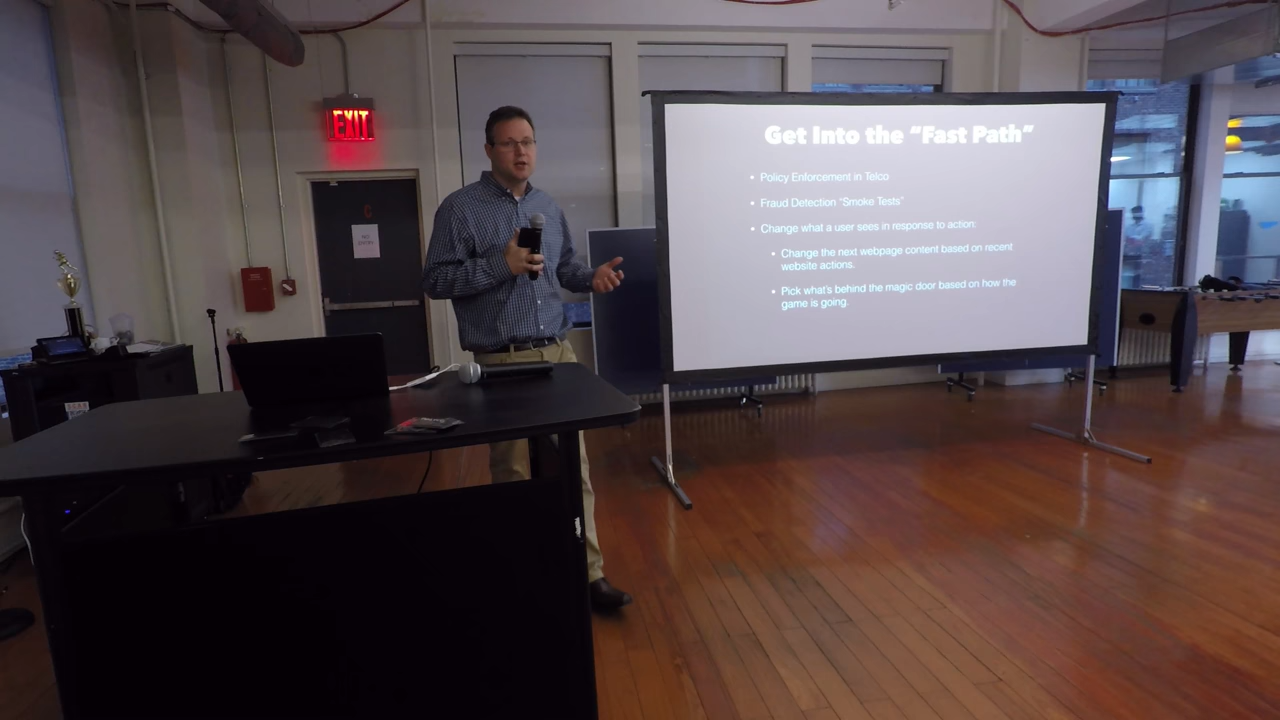 EXIT
Get Into the “Fast Path”
• Policy Enforcement in Telco
• Fraud Detection “Smoke Tests”
• Change what a user sees in response to action:
• Change the next webpage content based on recent
website actions.
• Pick what's behind the magic door based on how the
game is going.